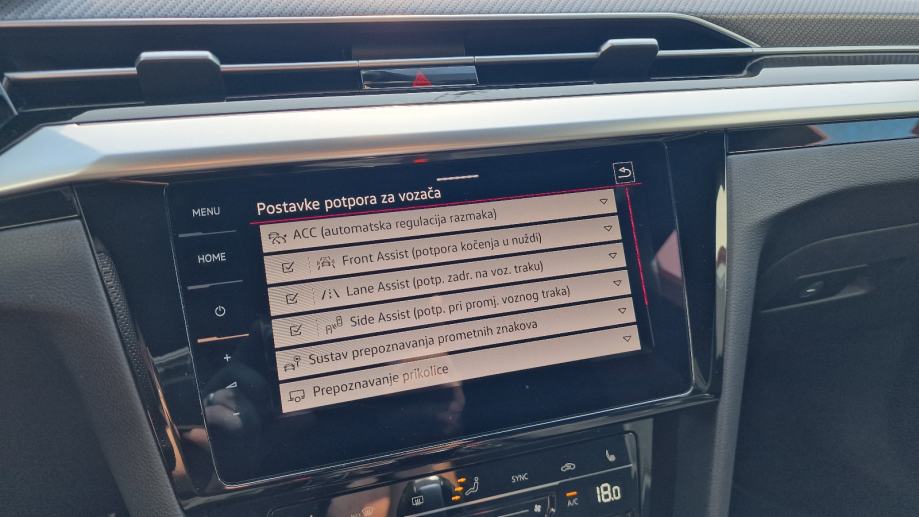 MENU
HOME
Postavke potpora za vozača
ACC (automatska regulacija razmaka)
Front Assist (potpora kočenja u nuždi)
Lane Assist (potp. zadr. na voz. traku)
Side Assist (potp. pri promj. voznog traka)
Sustav prepoznavanja prometnih znakova
Prepoznavanje prikolice
+
-
SYNC
A/C
18.0